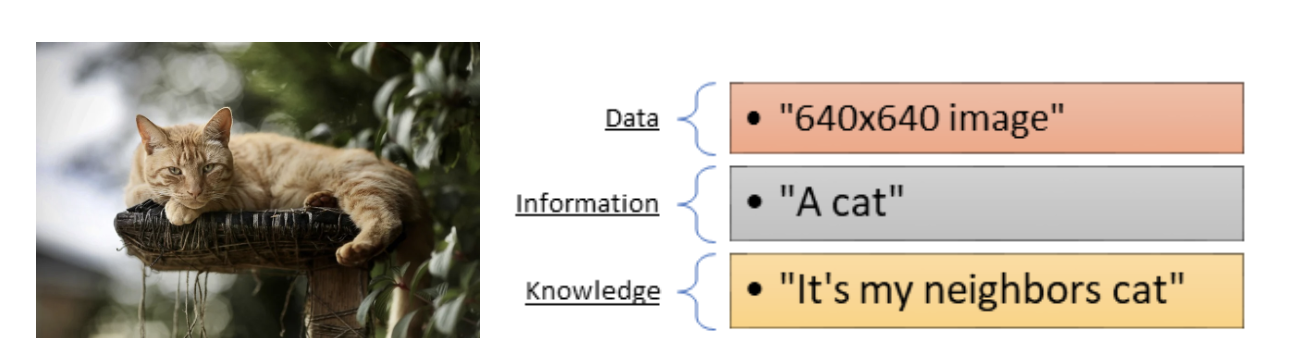 Data
• "640x640 image"
Information
• "A cat"
Knowledge
• "It's my neighbors cat"